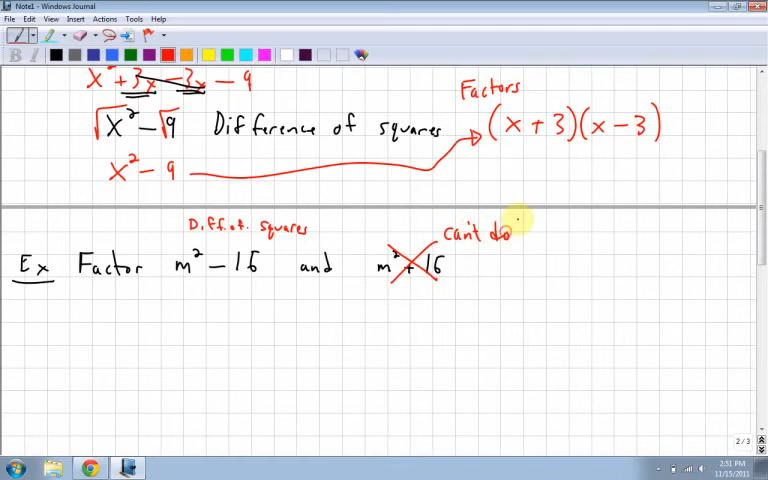 Note1 - Windows Journal
File Edit View Insert Actions Tools Help
x² + 3x - 3x - 9
Factors
√x² - √9 Difference of squares (x + 3)(x - 3)
x² - 9
Diff. of. squares
can't do
Ex Factor m² - 16 and m² + 16
2/3
2:51 PM
11/15/2011